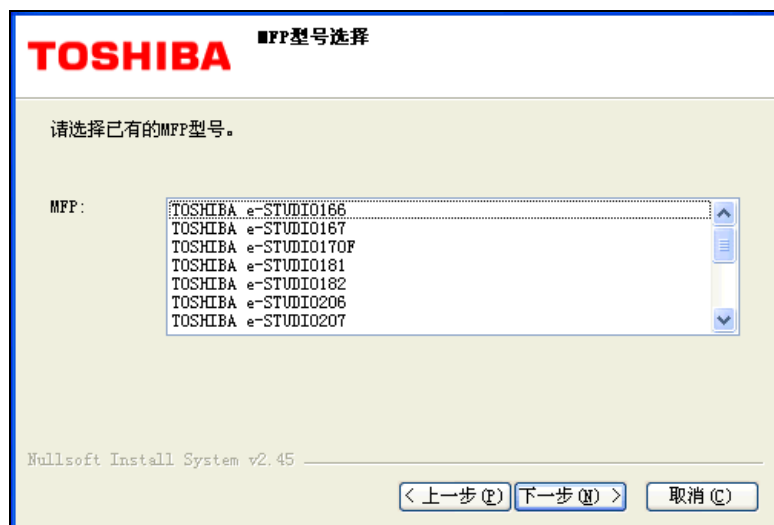 TOSHIBA
MFP型号选择
请选择已有的MFP型号。
MFP:
TOSHIBA e-STUDIO166
TOSHIBA e-STUDIO167
TOSHIBA e-STUDIO170F
TOSHIBA e-STUDIO181
TOSHIBA e-STUDIO182
TOSHIBA e-STUDIO206
TOSHIBA e-STUDIO207
Nullsoft Install System v2.45
< 上一步(P) 下一步(N) > 取消(C)